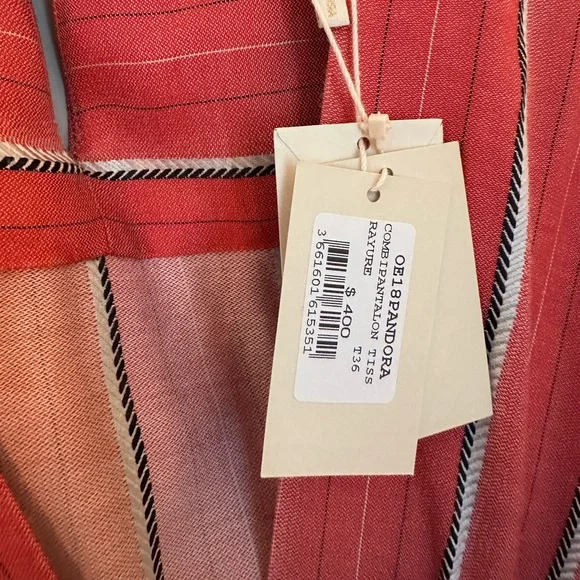 OE18PANDORA
COMBIPANTALON TISS
RAYURE
T36
$ 400
3661601615351